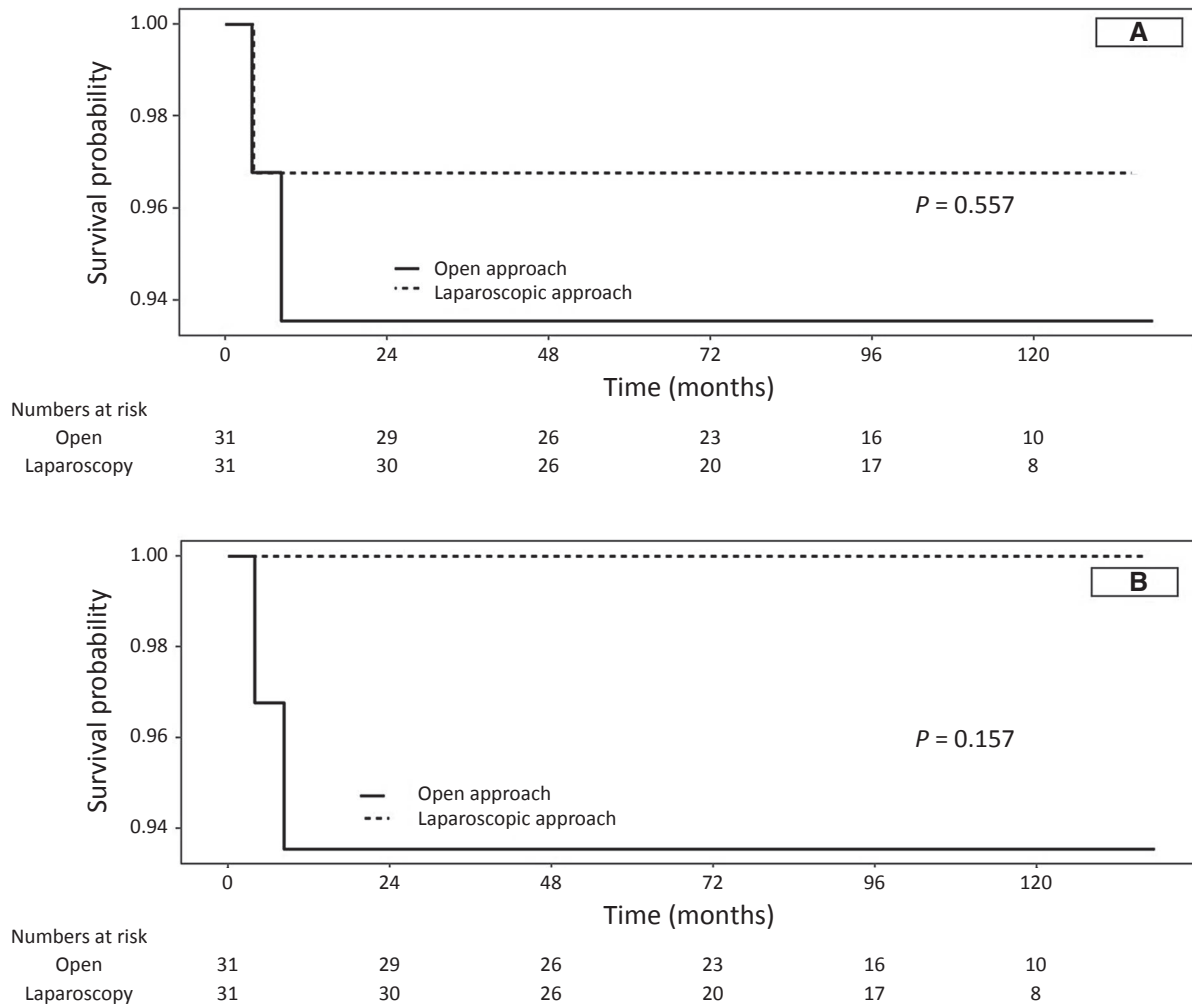 A
1.00
0.98
0.96
0.94
Survival probability
P = 0.557
Open approach
Laparoscopic approach
0 24 48 72 96 120
Time (months)
Numbers at risk
Open 31 29 26 23 16 10
Laparoscopy 31 30 26 20 17 8
B
1.00
0.98
0.96
0.94
Survival probability
P = 0.157
Open approach
Laparoscopic approach
0 24 48 72 96 120
Time (months)
Numbers at risk
Open 31 29 26 23 16 10
Laparoscopy 31 30 26 20 17 8